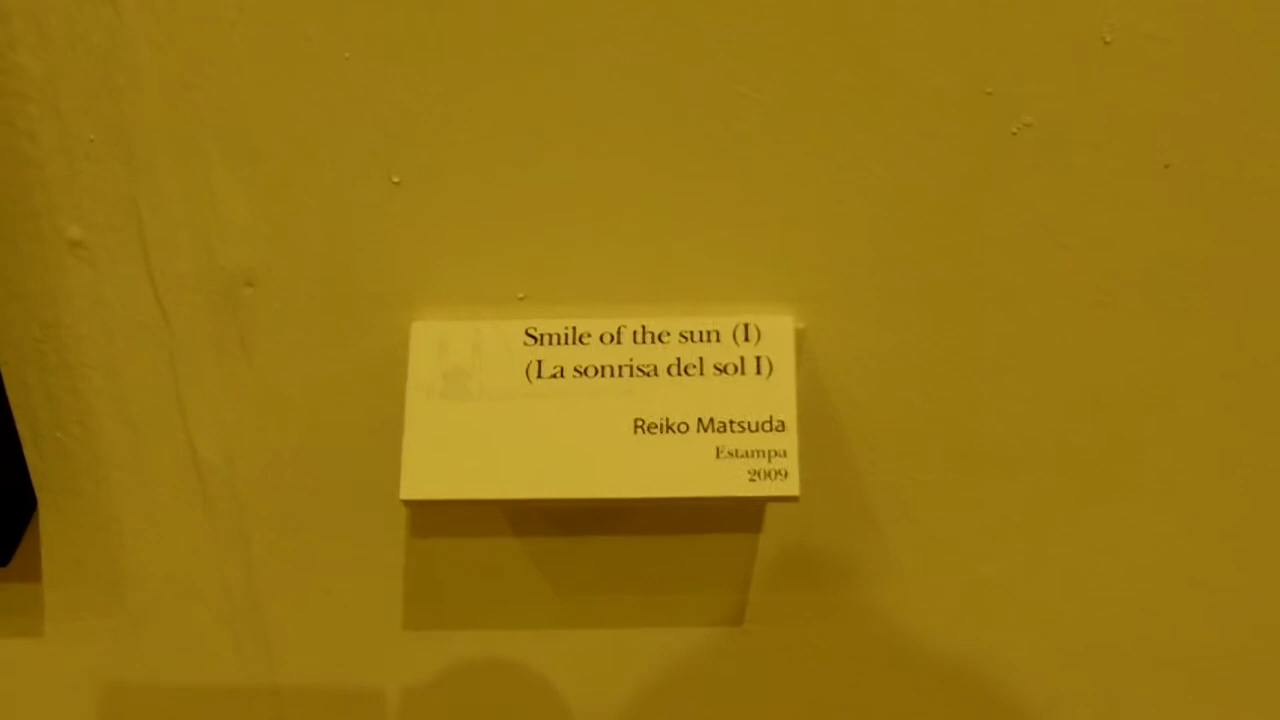 Smile of the sun (I)
(La sonrisa del sol I)
Reiko Matsuda
Estampa
2009